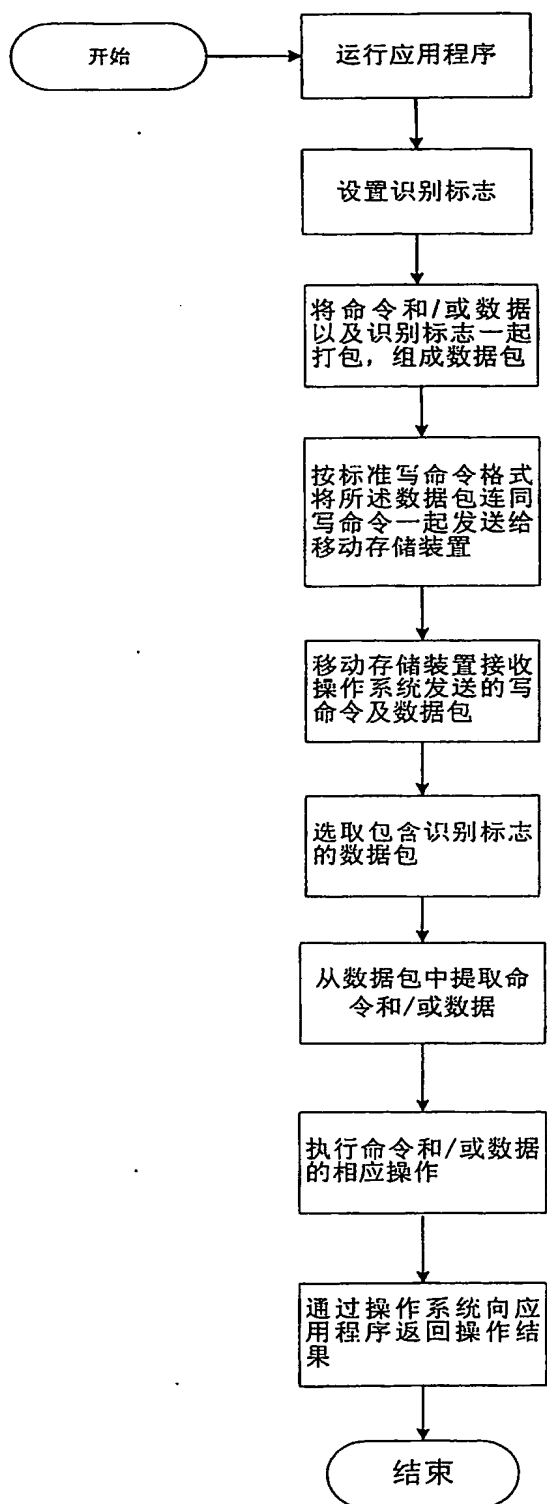 开始
运行应用程序
设置识别标志
将命令和/或数据
以及识别标志一起
打包，组成数据包
按标准写命令格式
将所述数据包连同
写命令一起发送给
移动存储装置
移动存储装置接收
操作系统发送的写
命令及数据包
选取包含识别标志
的数据包
从数据包中提取命
令和/或数据
执行命令和/或数据
的相应操作
通过操作系统向应
用程序返回操作结
果
结束